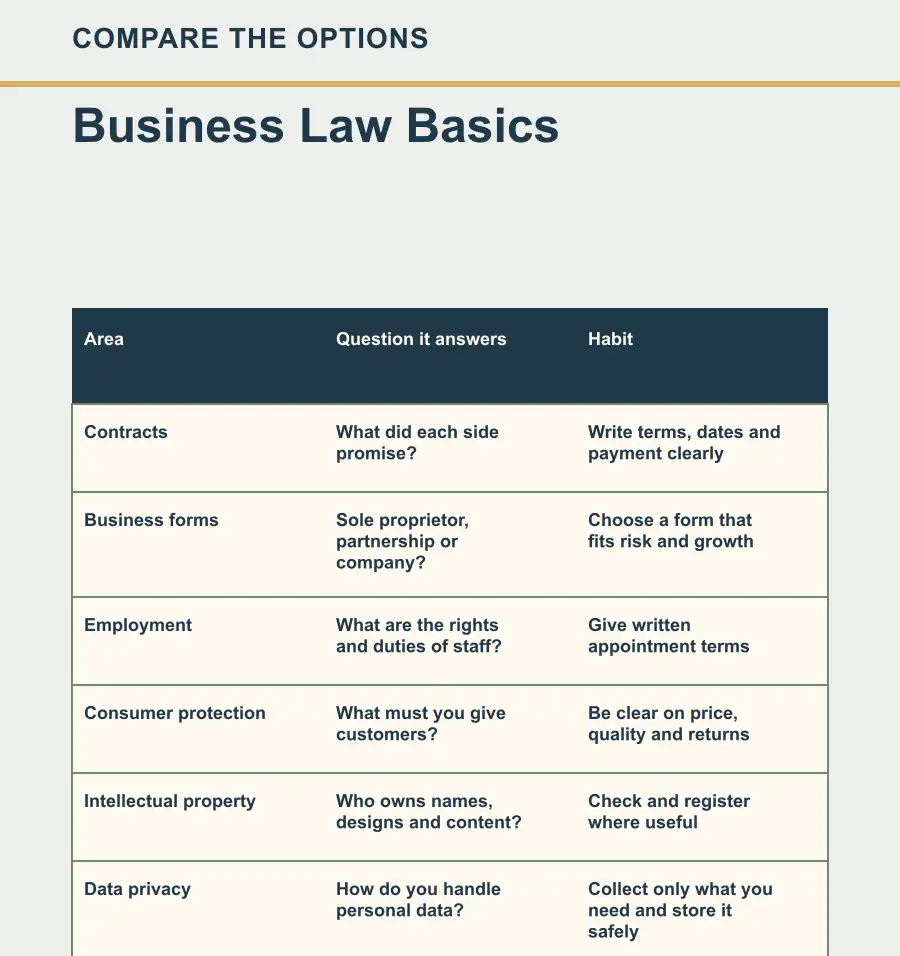 COMPARE THE OPTIONS
Business Law Basics
Area
Question it answers
Habit
Contracts
What did each side
promise?
Write terms, dates and
payment clearly
Business forms
Sole proprietor,
partnership or
company?
Choose a form that
fits risk and growth
Employment
What are the rights
and duties of staff?
Give written
appointment terms
Consumer protection
What must you give
customers?
Be clear on price,
quality and returns
Intellectual property
Who owns names,
designs and content?
Check and register
where useful
Data privacy
How do you handle
personal data?
Collect only what you
need and store it
safely